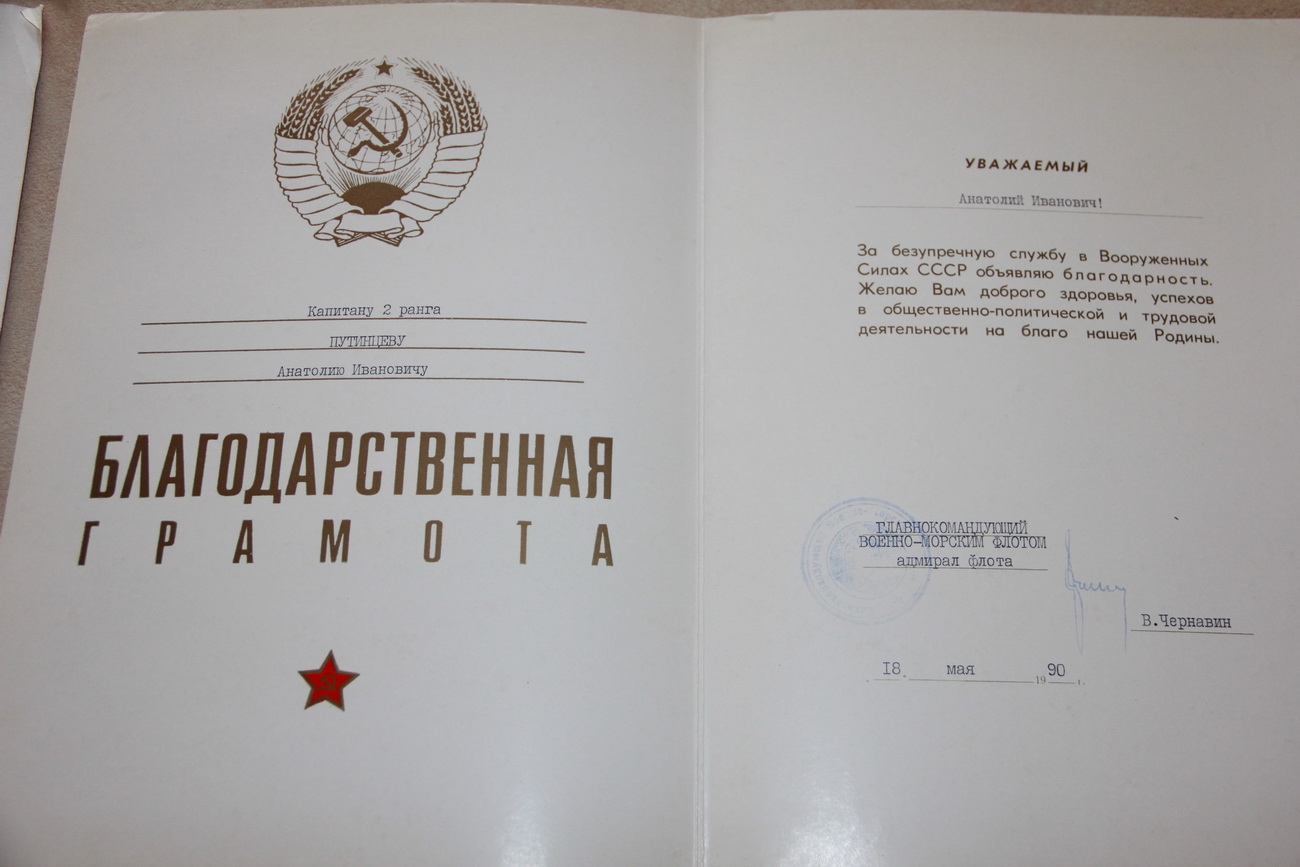 Капитану 2 ранга
ПУТИНЦЕВУ
Анатолию Ивановичу
БЛАГОДАРСТВЕННАЯ
ГРАМОТА
УВАЖАЕМЫЙ
Анатолий Иванович!
За безупречную службу в Вооруженных
Силах СССР объявляю благодарность.
Желаю Вам доброго здоровья, успехов
в общественно-политической и трудовой
деятельности на благо нашей Родины.
ГЛАВНОКОМАНДУЮЩИЙ
ВОЕННО-МОРСКИМ ФЛОТОМ
адмирал флота
В.Чернавин
18. мая 1990 г.